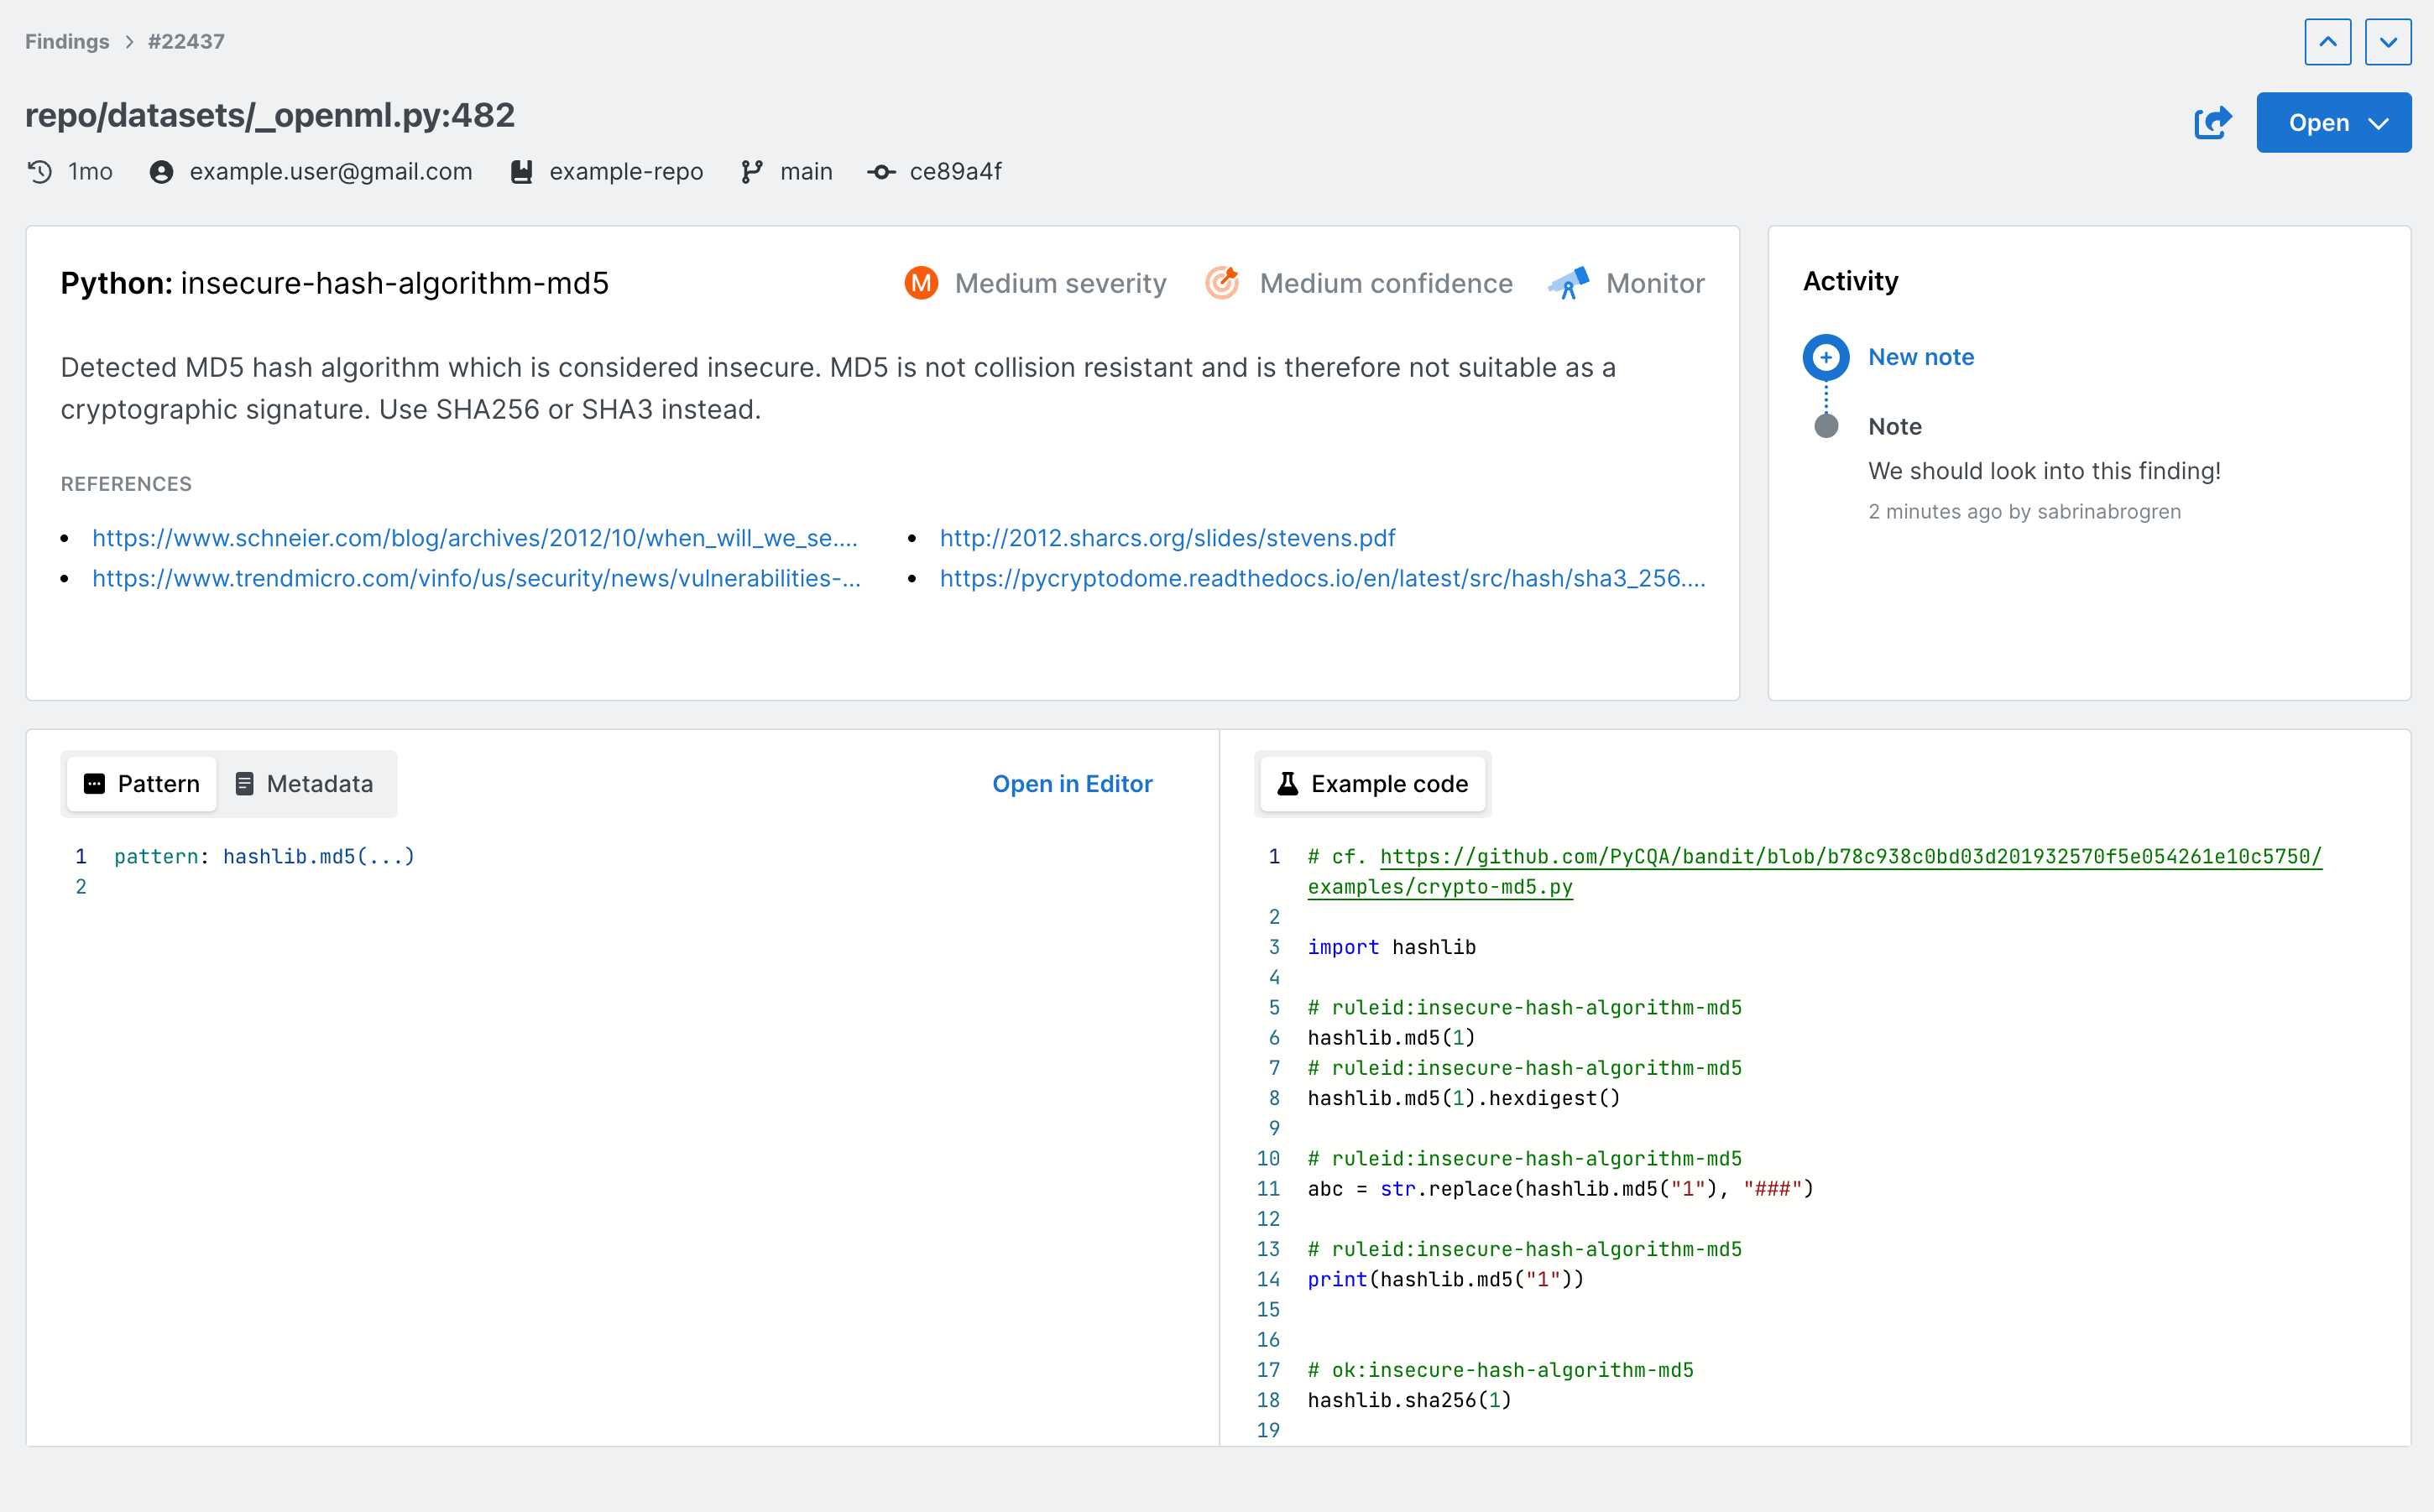 Findings > #22437
repo/datasets/_openml.py:482
Open
1mo example.user@gmail.com example-repo main ce89a4f
Python: insecure-hash-algorithm-md5
M Medium severity Medium confidence Monitor
Detected MD5 hash algorithm which is considered insecure. MD5 is not collision resistant and is therefore not suitable as a
cryptographic signature. Use SHA256 or SHA3 instead.
REFERENCES
• https://www.schneier.com/blog/archives/2012/10/when_will_we_se....
• http://2012.sharcs.org/slides/stevens.pdf
• https://www.trendmicro.com/vinfo/us/security/news/vulnerabilities-...
• https://pycryptodome.readthedocs.io/en/latest/src/hash/sha3_256....
Activity
New note
Note
We should look into this finding!
2 minutes ago by sabrinabrogren
Pattern Metadata
Open in Editor
1 pattern: hashlib.md5(...)
2
Example code
1 # cf. https://github.com/PyCQA/bandit/blob/b78c938c0bd03d201932570f5e054261e10c5750/
examples/crypto-md5.py
2
3 import hashlib
4
5 # ruleid:insecure-hash-algorithm-md5
6 hashlib.md5(1)
7 # ruleid:insecure-hash-algorithm-md5
8 hashlib.md5(1).hexdigest()
9
10 # ruleid:insecure-hash-algorithm-md5
11 abc = str.replace(hashlib.md5("1"), "###")
12
13 # ruleid:insecure-hash-algorithm-md5
14 print(hashlib.md5("1"))
15
16
17 # ok:insecure-hash-algorithm-md5
18 hashlib.sha256(1)
19